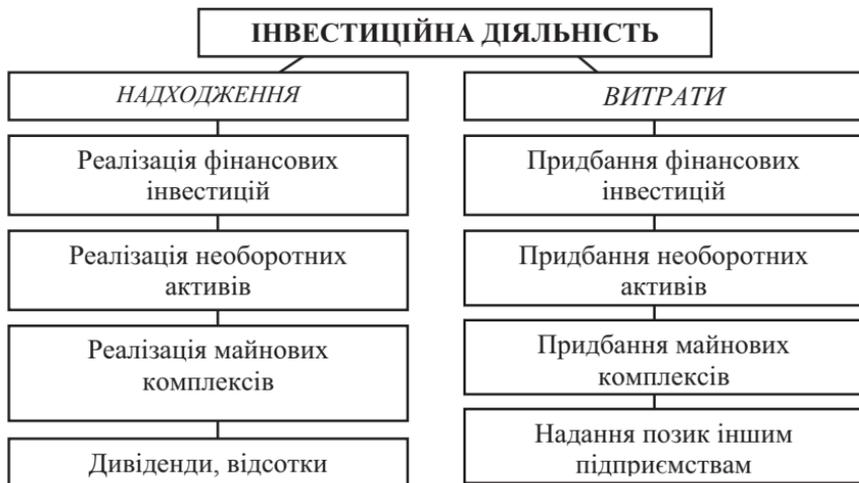 ІНВЕСТИЦІЙНА ДІЯЛЬНІСТЬ
НАДХОДЖЕННЯ
Реалізація фінансових
інвестицій
Реалізація необоротних
активів
Реалізація майнових
комплексів
Дивіденди, відсотки
ВИТРАТИ
Придбання фінансових
інвестицій
Придбання необоротних
активів
Придбання майнових
комплексів
Надання позик іншим
підприємствам